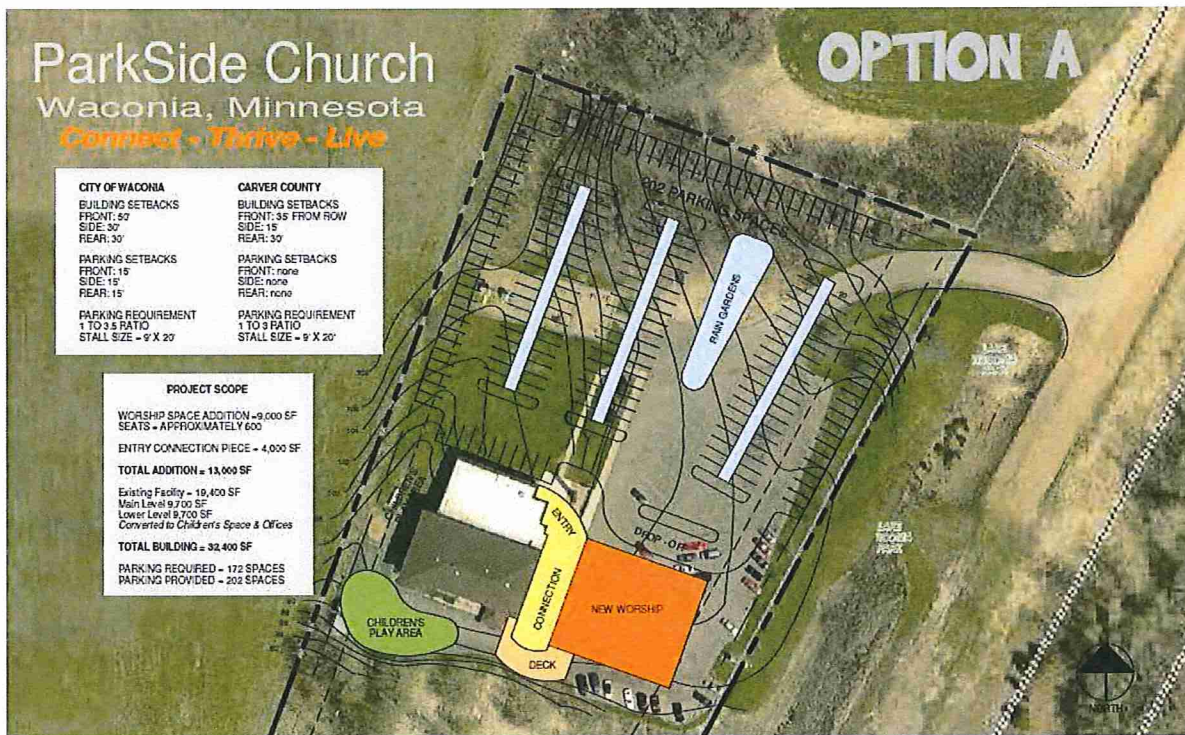 ParkSide Church
Waconia, Minnesota
Connect - Thrive - Live
OPTION A
CITY OF WACONIA
BUILDING SETBACKS
FRONT: 50'
SIDE: 30'
REAR: 30'
PARKING SETBACKS
FRONT: 15'
SIDE: 15'
REAR: 15'
PARKING REQUIREMENT
1 TO 3.5 RATIO
STALL SIZE = 9' X 20'
CARVER COUNTY
BUILDING SETBACKS
FRONT: 35' FROM ROW
SIDE: 15'
REAR: 30'
PARKING SETBACKS
FRONT: none
SIDE: none
REAR: none
PARKING REQUIREMENT
1 TO 3 RATIO
STALL SIZE = 9' X 20'
PROJECT SCOPE
WORSHIP SPACE ADDITION =9,000 SF
SEATS = APPROXIMATELY 600
ENTRY CONNECTION PIECE = 4,000 SF
TOTAL ADDITION = 13,000 SF
Existing Facility = 19,400 SF
Main Level 9,700 SF
Lower Level 9,700 SF
Converted to Children's Space & Offices
TOTAL BUILDING = 32,400 SF
PARKING REQUIRED = 172 SPACES
PARKING PROVIDED = 202 SPACES
202 PARKING SPACES
RAIN GARDENS
ENTRY
DROP - OFF
CONNECTION
NEW WORSHIP
CHILDREN'S
PLAY AREA
DECK
PARK
NORTH